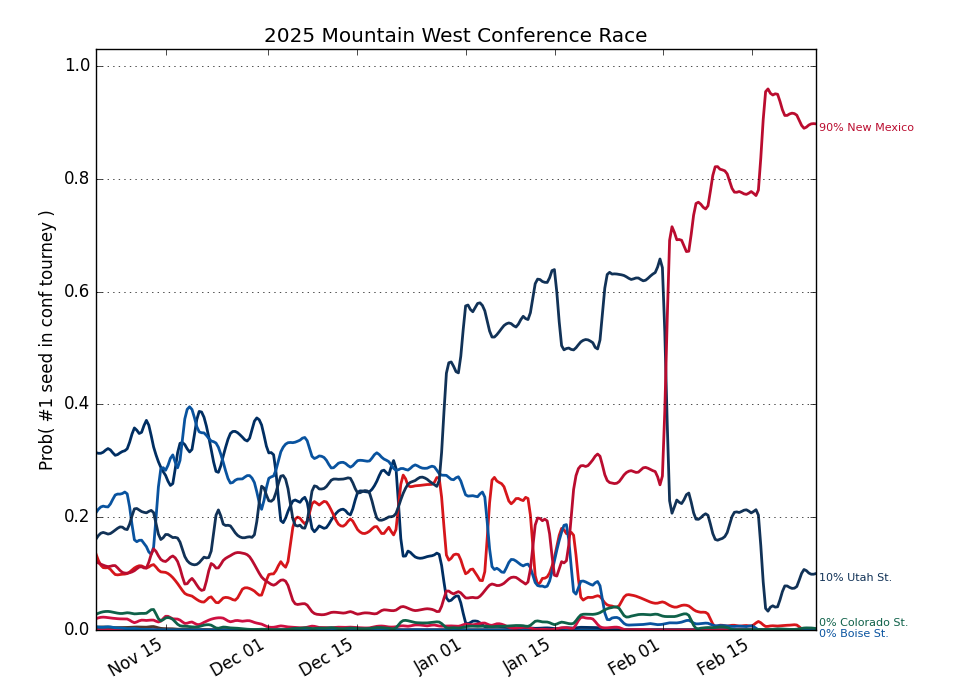 2025 Mountain West Conference Race
Prob( #1 seed in conf tourney )
1.0
0.8
0.6
0.4
0.2
0.0
90% New Mexico
10% Utah St.
0% Colorado St.
0% Boise St.
Nov 15
Dec 01
Dec 15
Jan 01
Jan 15
Feb 01
Feb 15